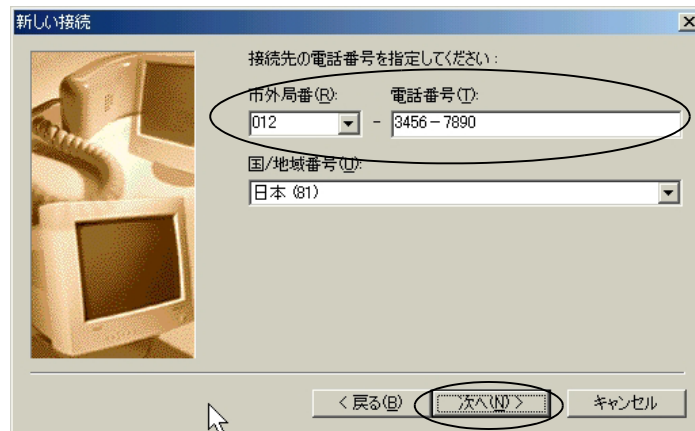 新しい接続
接続先の電話番号を指定してください：
市外局番(R): 電話番号(T):
012 - 3456－7890
国/地域番号(U):
日本 (81)
< 戻る(B) 次へ(N) > キャンセル